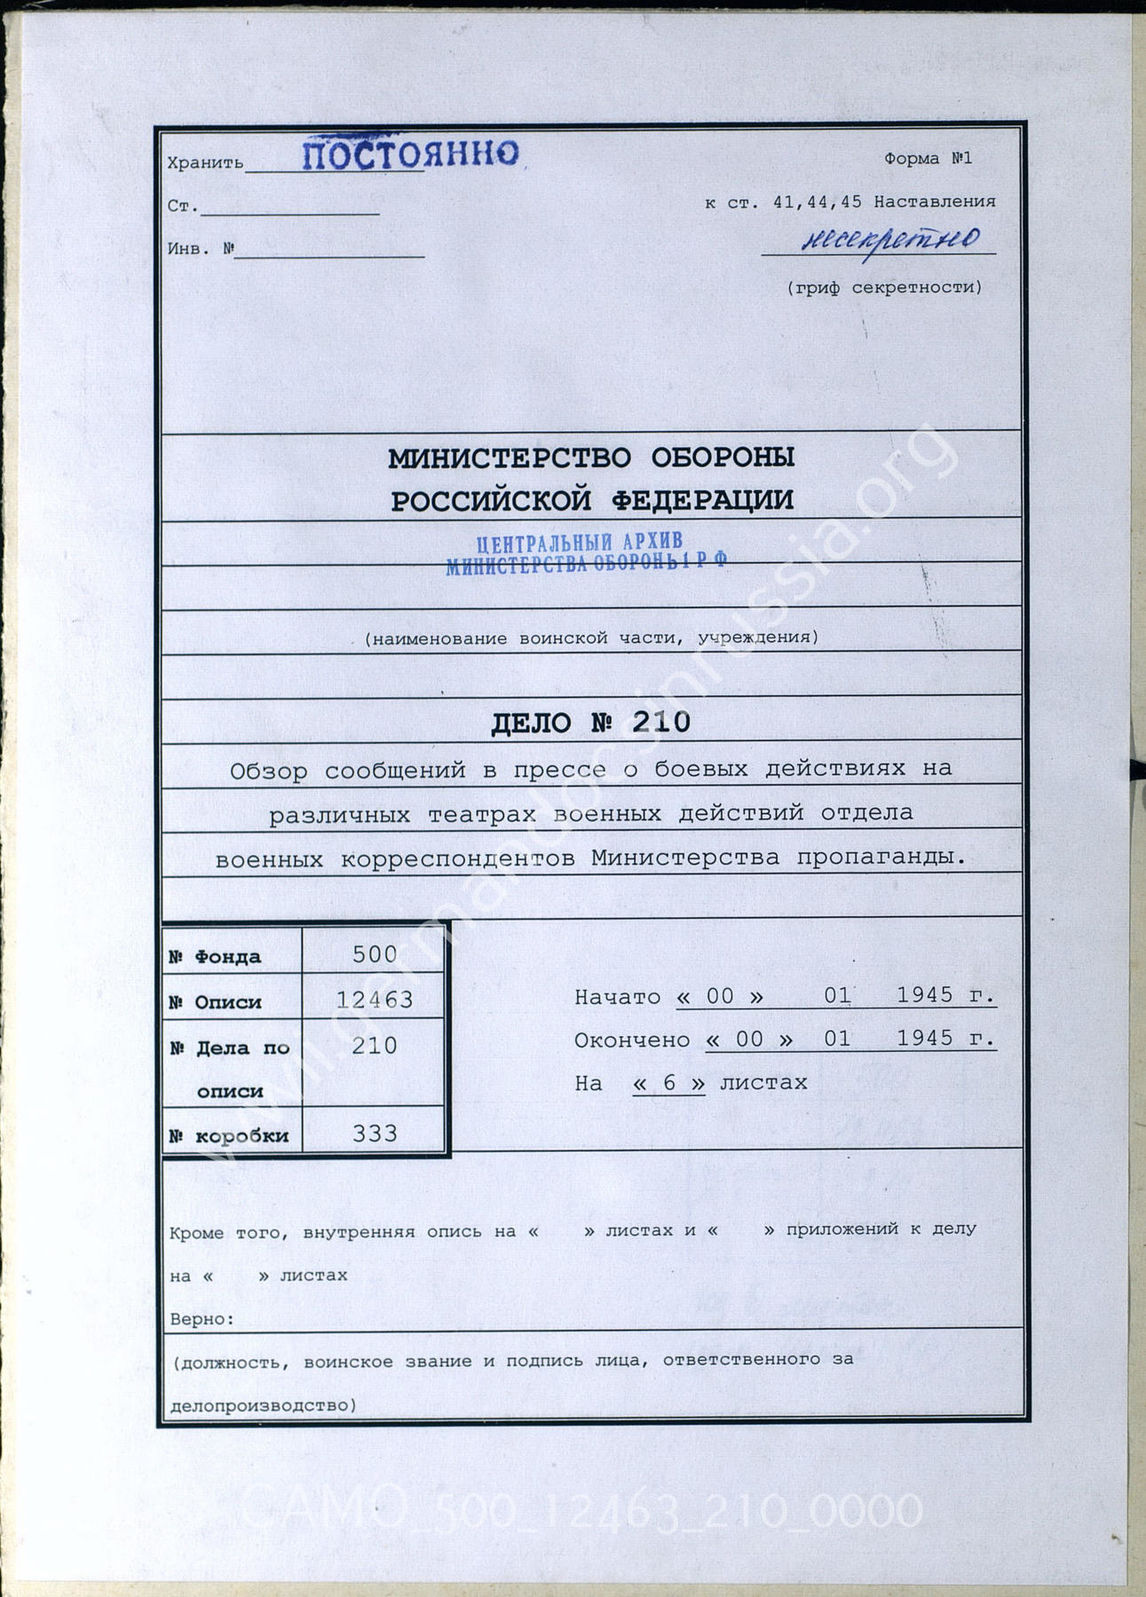 Хранить ПОСТОЯННО
Форма №1
Ст.
к ст. 41,44,45 Наставления
Инв. №
несекретно
(гриф секретности)
МИНИСТЕРСТВО ОБОРОНЫ
РОССИЙСКОЙ ФЕДЕРАЦИИ
ЦЕНТРАЛЬНЫЙ АРХИВ
МИНИСТЕРСТВА ОБОРОНЫ РФ
(наименование воинской части, учреждения)
ДЕЛО № 210
Обзор сообщений в прессе о боевых действиях на
различных театрах военных действий отдела
военных корреспондентов Министерства пропаганды.
№ Фонда 500
№ Описи 12463
№ Дела по 210
описи
№ коробки 333
Начато « 00 » 01 1945 г.
Окончено « 00 » 01 1945 г.
На « 6 » листах
Кроме того, внутренняя опись на « » листах и « » приложений к делу
на « » листах
Верно:
(должность, воинское звание и подпись лица, ответственного за
делопроизводство)
wwii.germandocsinrussia.org
CAMO_500_12463_210_0000